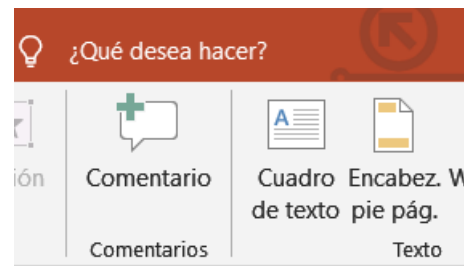 ¿Qué desea hacer?
Comentario
Cuadro de texto
Encabez. pie pág.
Comentarios
Texto